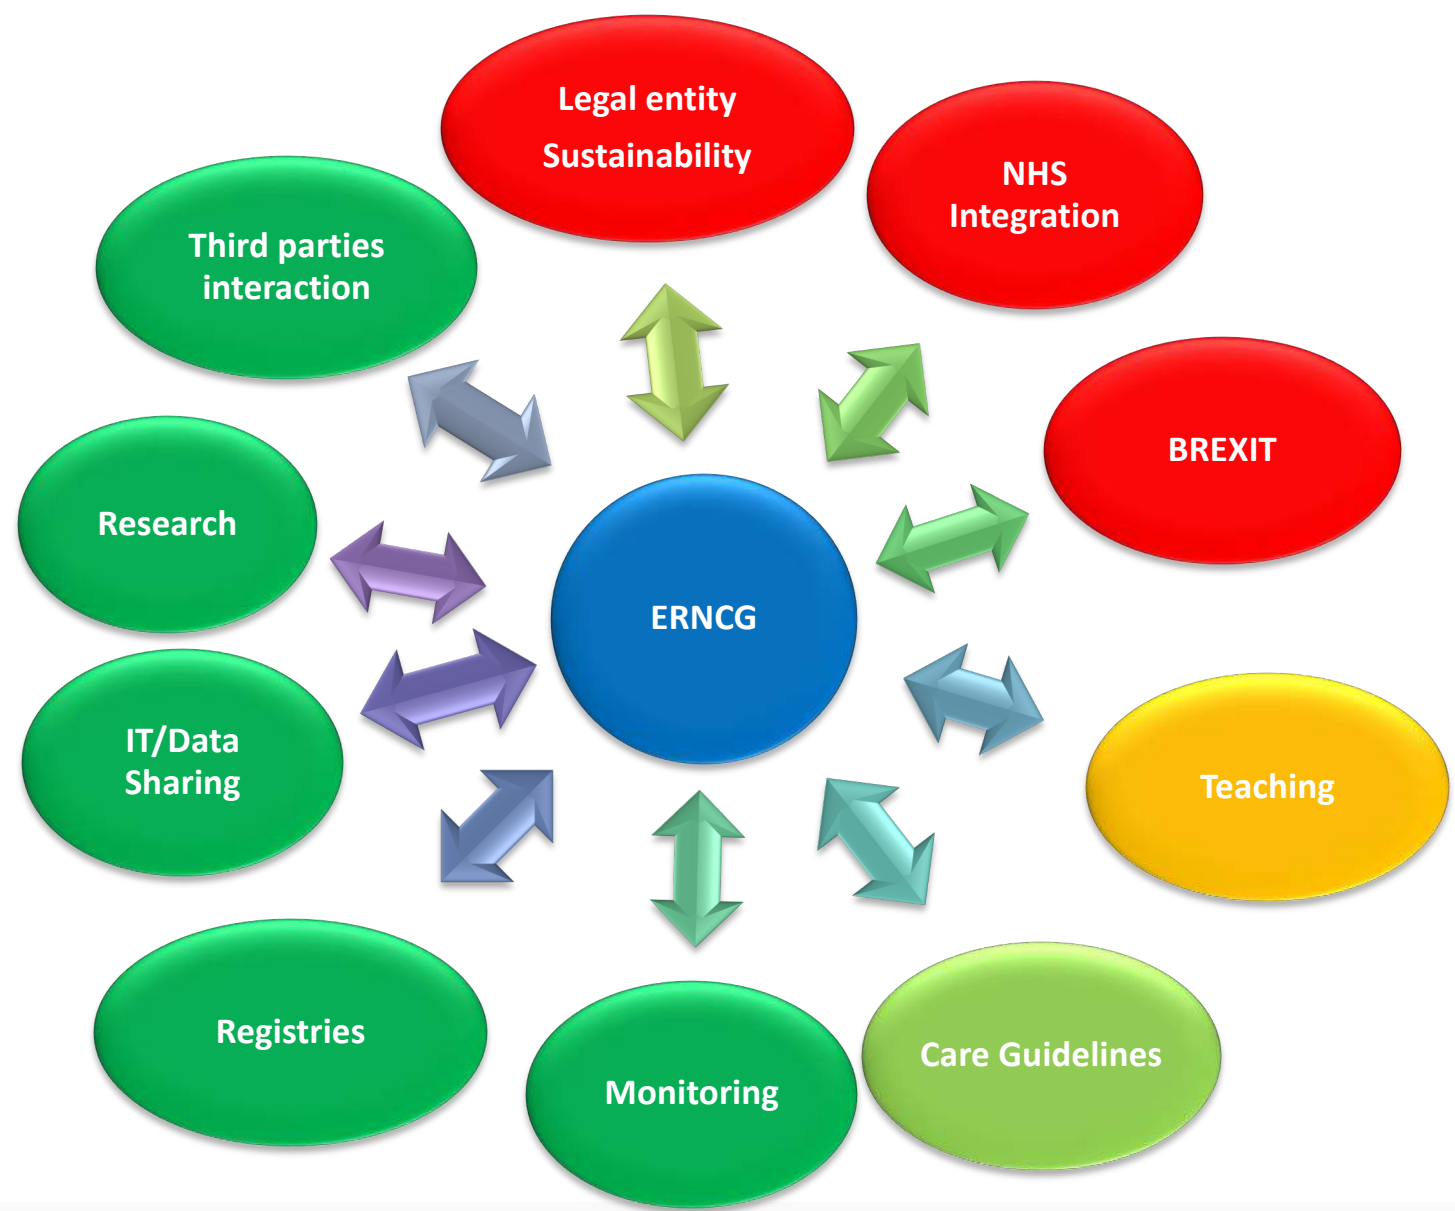 Legal entity
Sustainability
NHS
Integration
Third parties
interaction
BREXIT
Research
ERNCG
IT/Data
Sharing
Teaching
Registries
Care Guidelines
Monitoring